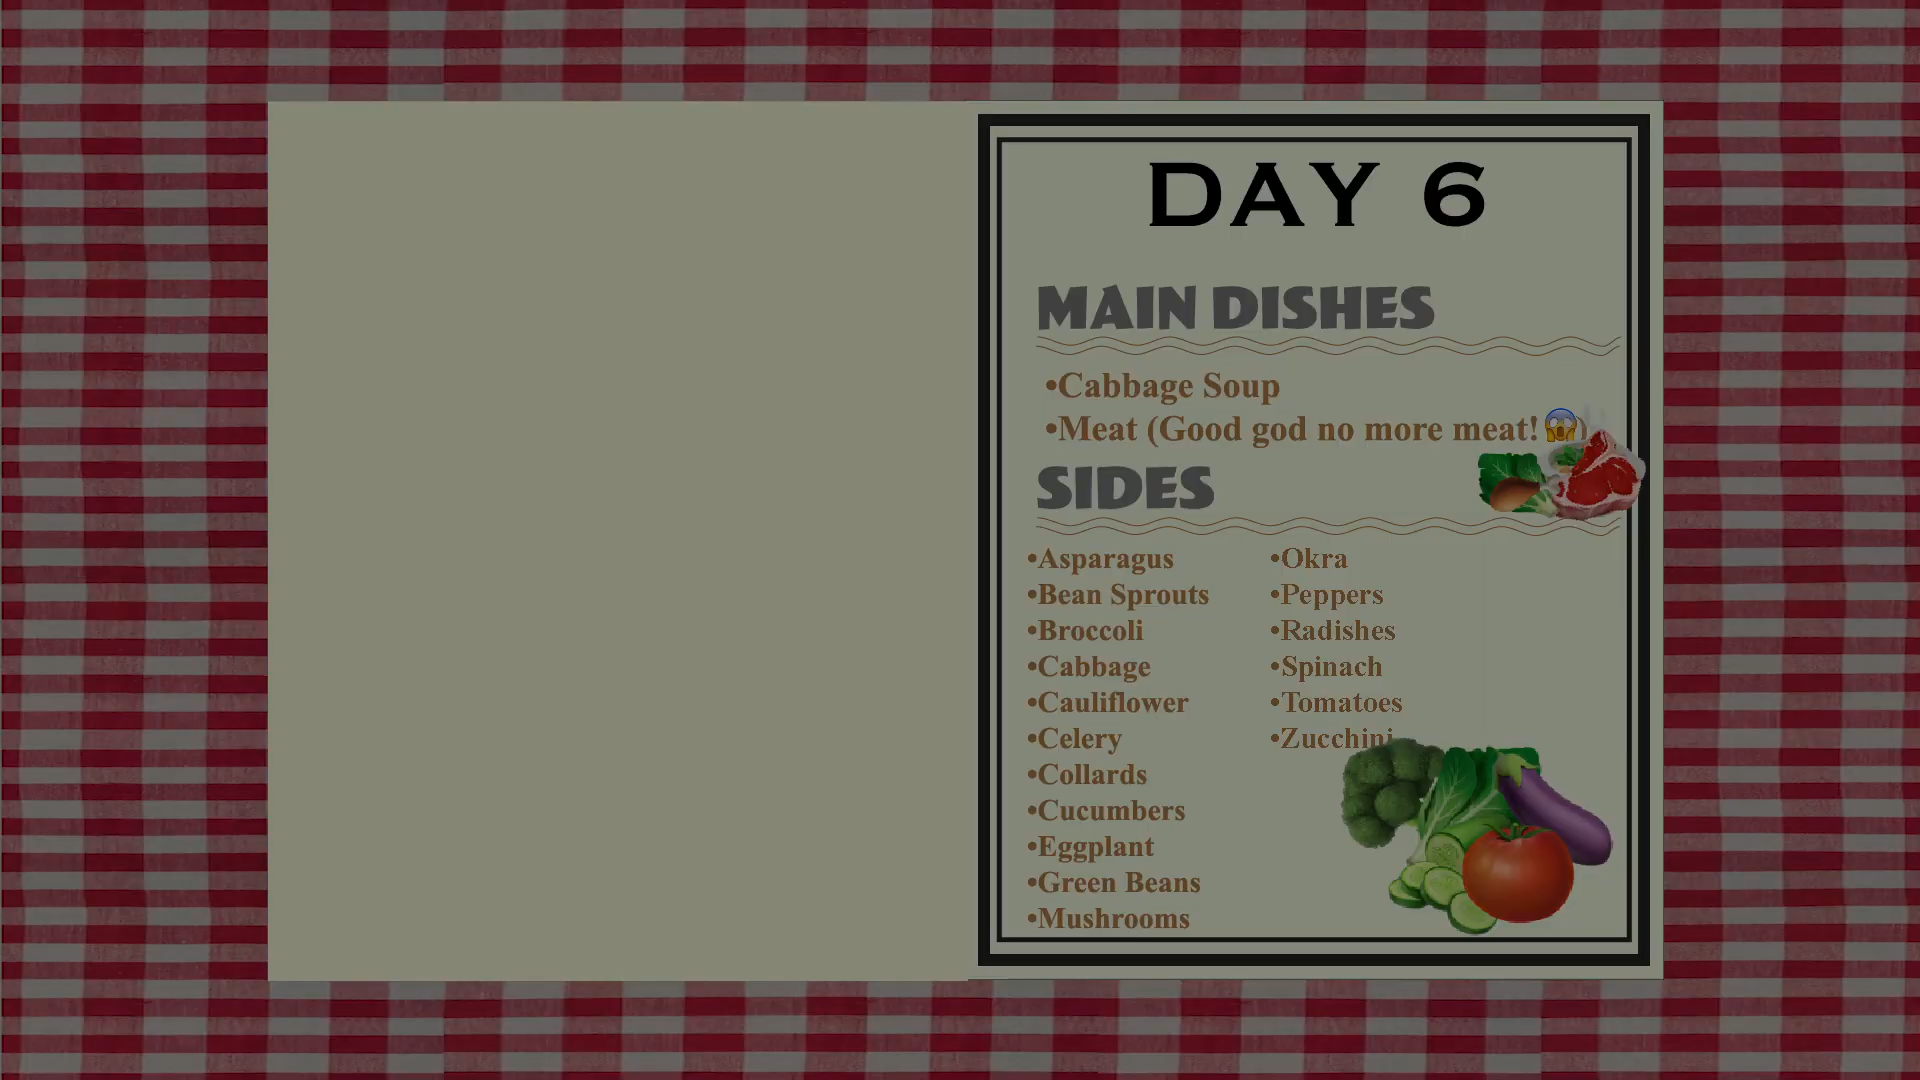 DAY 6
MAIN DISHES
•Cabbage Soup
•Meat (Good god no more meat!😱)
SIDES
•Asparagus
•Bean Sprouts
•Broccoli
•Cabbage
•Cauliflower
•Celery
•Collards
•Cucumbers
•Eggplant
•Green Beans
•Mushrooms
•Okra
•Peppers
•Radishes
•Spinach
•Tomatoes
•Zucchini